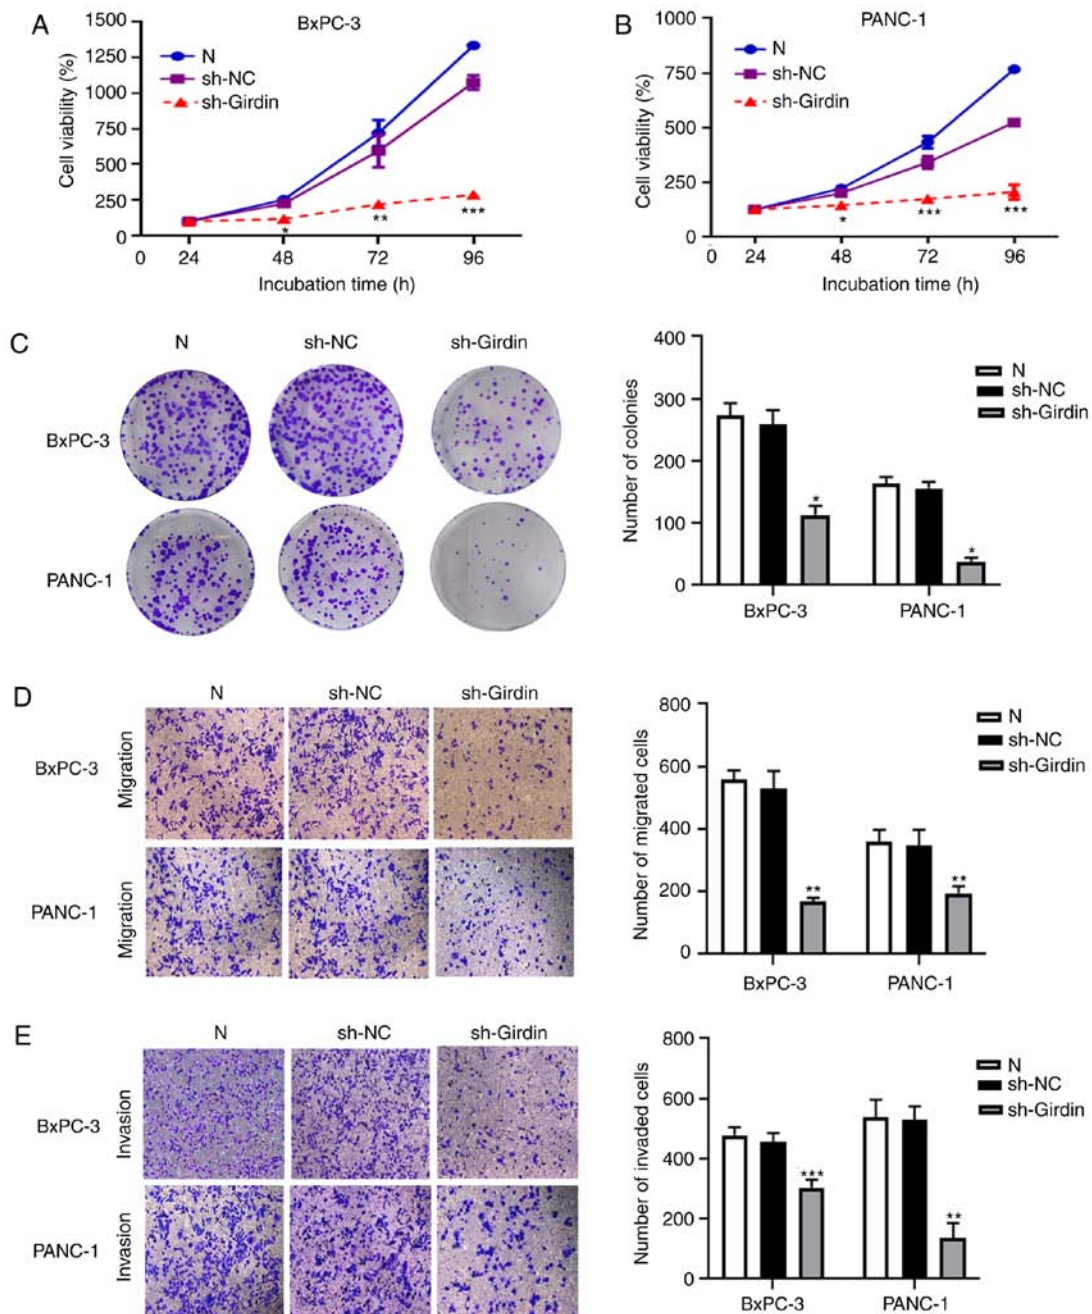 A
BxPC-3
1500
1250
1000
750
500
250
0
Cell viability (%)
N
sh-NC
sh-Girdin
*
**
***
0 24 48 72 96
Incubation time (h)
B
PANC-1
1000
750
500
250
0
Cell viability (%)
N
sh-NC
sh-Girdin
*
***
***
0 24 48 72 96
Incubation time (h)
C
N sh-NC sh-Girdin
BxPC-3
PANC-1
400
300
200
100
0
Number of colonies
N
sh-NC
sh-Girdin
*
*
BxPC-3 PANC-1
D
N sh-NC sh-Girdin
BxPC-3
Migration
PANC-1
Migration
800
600
400
200
0
Number of migrated cells
N
sh-NC
sh-Girdin
**
**
BxPC-3 PANC-1
E
N sh-NC sh-Girdin
BxPC-3
Invasion
PANC-1
Invasion
800
600
400
200
0
Number of invaded cells
N
sh-NC
sh-Girdin
***
**
BxPC-3 PANC-1